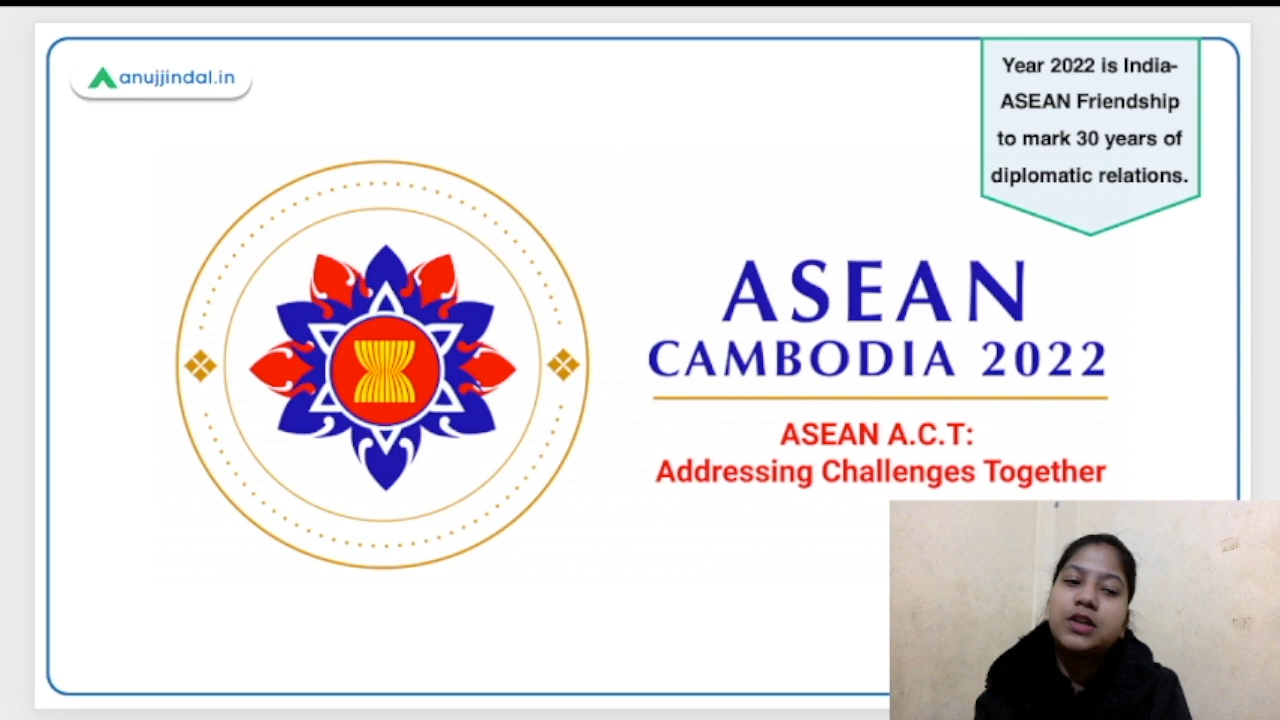 anujjindal.in
Year 2022 is India-
ASEAN Friendship
to mark 30 years of
diplomatic relations.
ASEAN
CAMBODIA 2022
ASEAN A.C.T:
Addressing Challenges Together